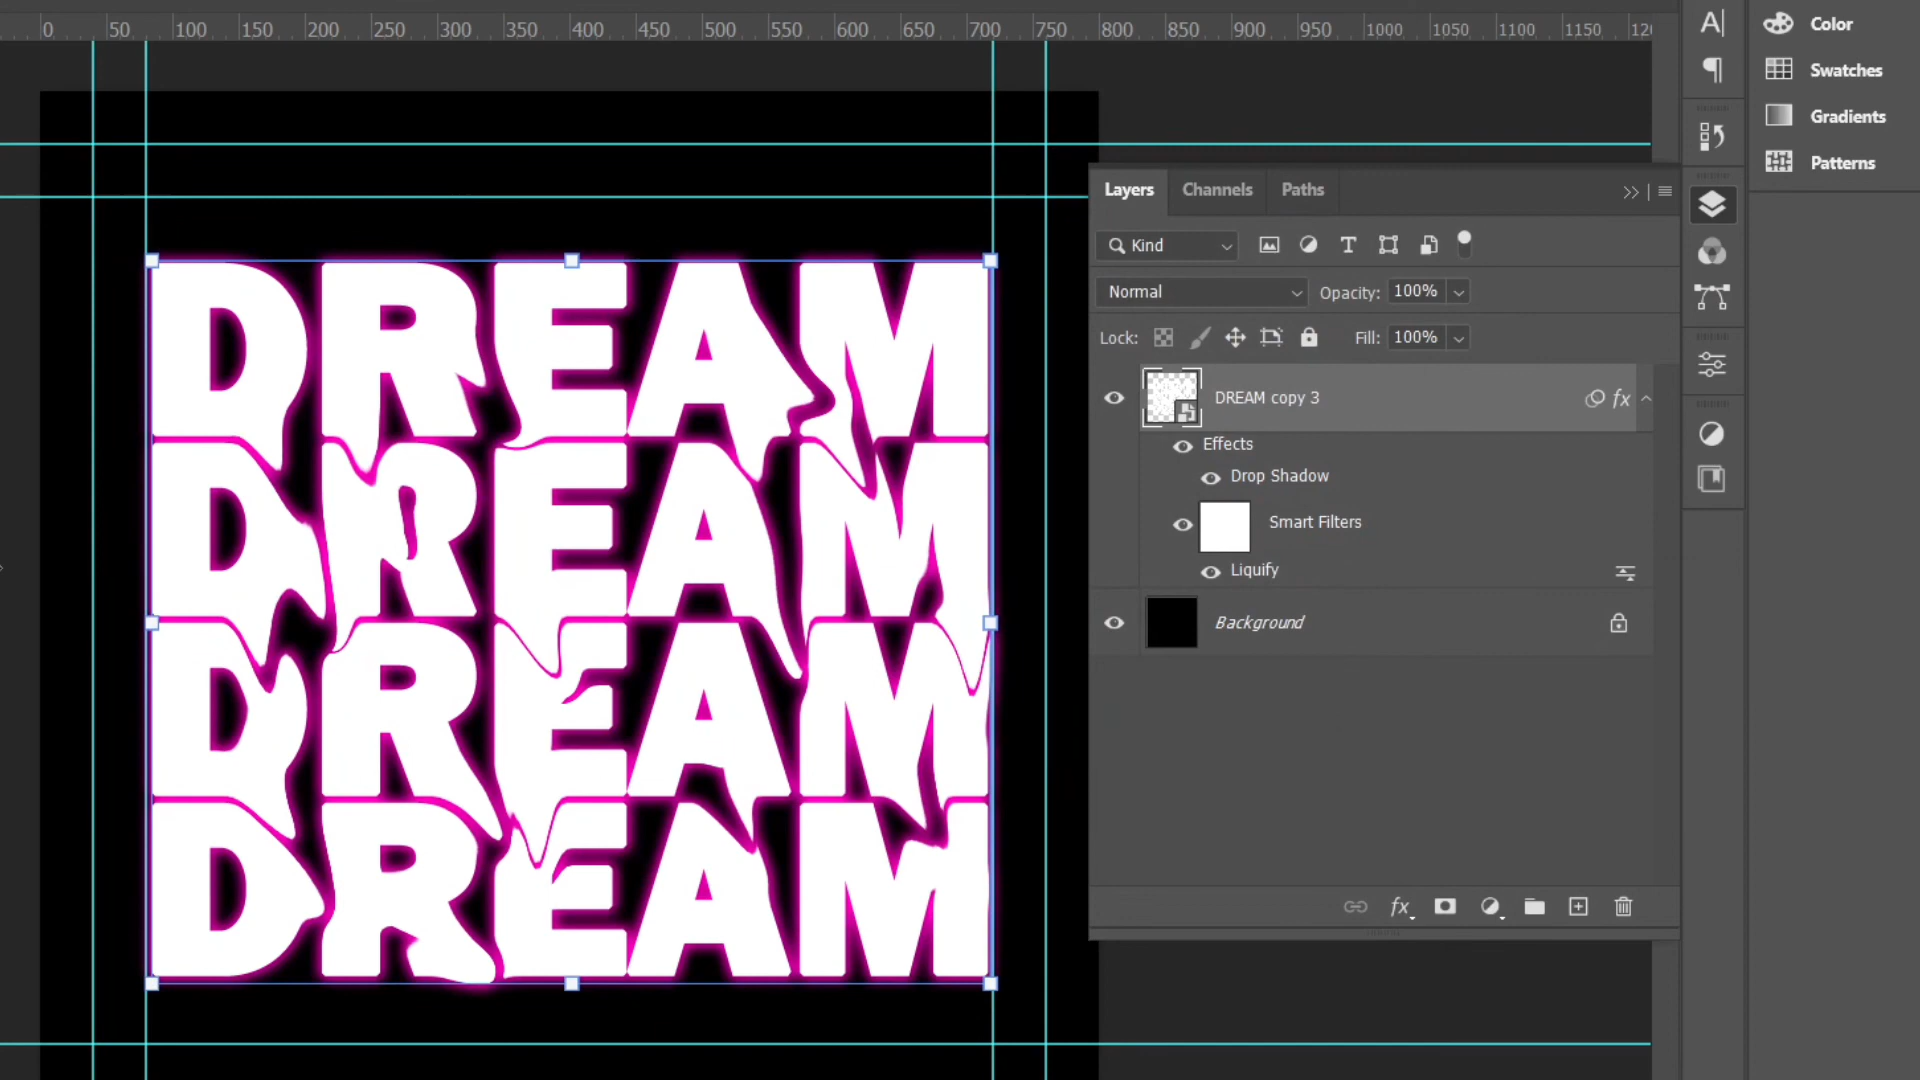 0 50 100 150 200 250 300 350 400 450 500 550 600 650 700 750 800 850 900 950 1000 1050 1100 1150
A|
Color
Swatches
Gradients
Patterns
Layers Channels Paths
Kind
T
Normal Opacity: 100%
Lock: Fill: 100%
DREAM copy 3 fx
Effects
Drop Shadow
Smart Filters
Liquify
Background
fx
DREAM
DREAM
DREAM
DREAM